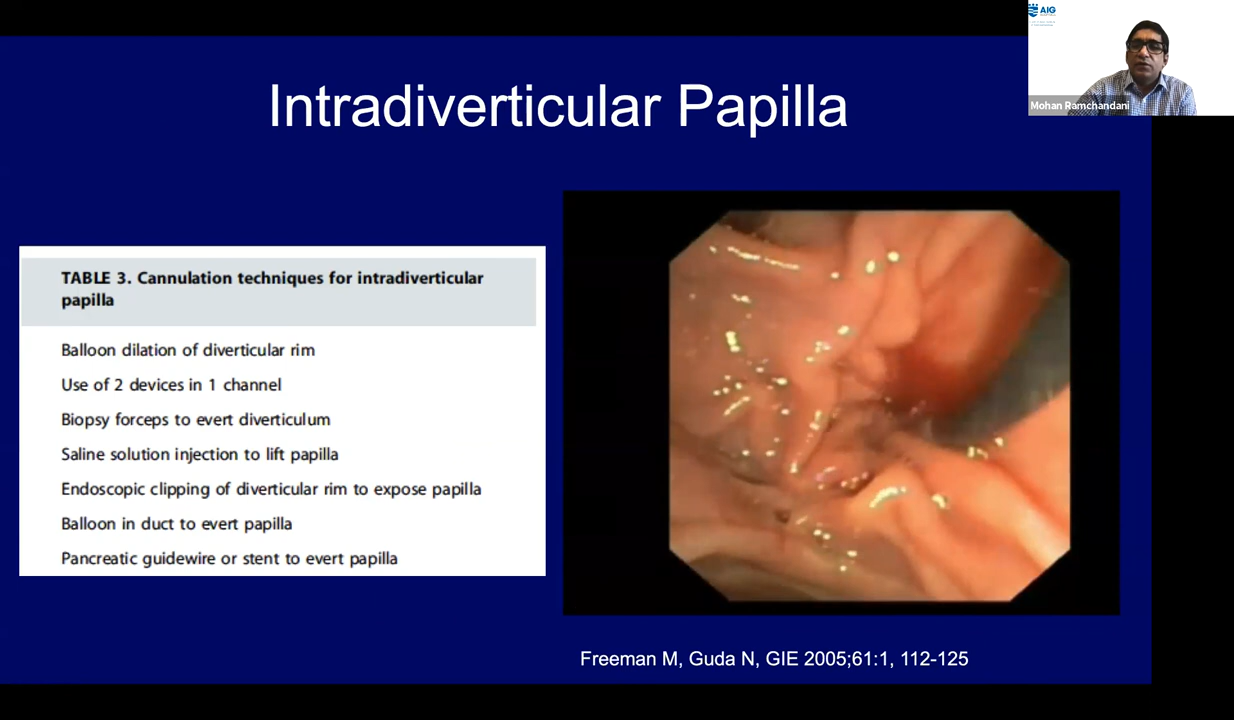 AIG
Mohan Ramchandani
Intradiverticular Papilla
TABLE 3. Cannulation techniques for intradiverticular
papilla
Balloon dilation of diverticular rim
Use of 2 devices in 1 channel
Biopsy forceps to evert diverticulum
Saline solution injection to lift papilla
Endoscopic clipping of diverticular rim to expose papilla
Balloon in duct to evert papilla
Pancreatic guidewire or stent to evert papilla
Freeman M, Guda N, GIE 2005;61:1, 112-125